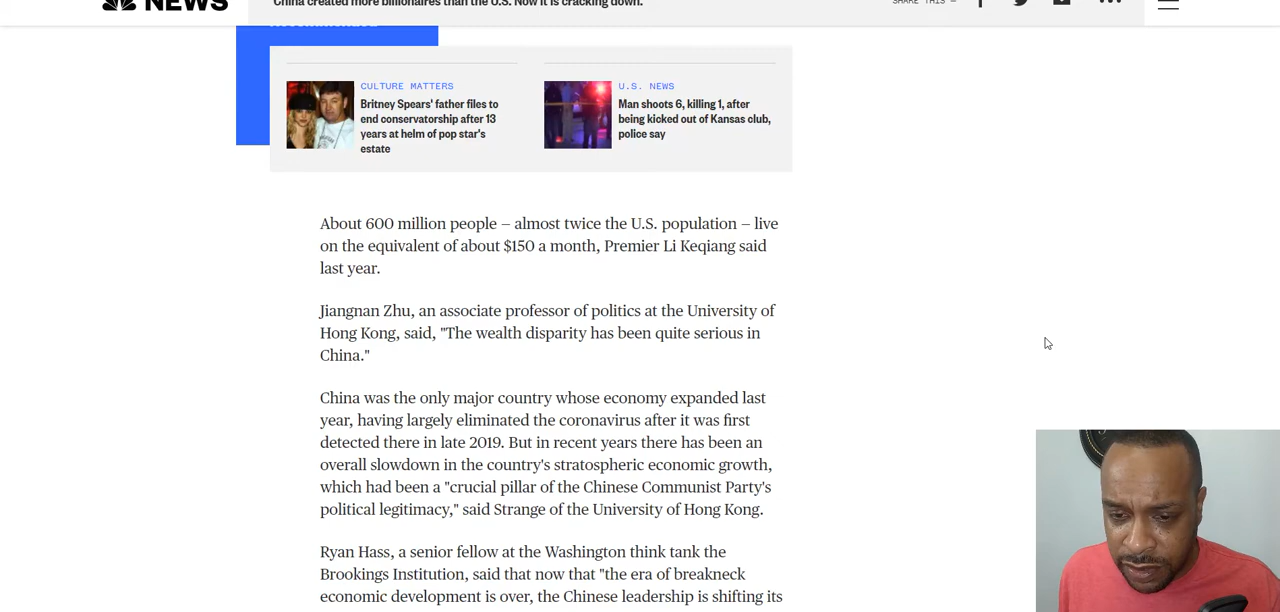 NEWS
China created more billionaires than the U.S. Now it is cracking down.
SHARE THIS —
CULTURE MATTERS
Britney Spears' father files to
end conservatorship after 13
years at helm of pop star's
estate
U.S. NEWS
Man shoots 6, killing 1, after
being kicked out of Kansas club,
police say
About 600 million people — almost twice the U.S. population — live
on the equivalent of about $150 a month, Premier Li Keqiang said
last year.
Jiangnan Zhu, an associate professor of politics at the University of
Hong Kong, said, "The wealth disparity has been quite serious in
China."
China was the only major country whose economy expanded last
year, having largely eliminated the coronavirus after it was first
detected there in late 2019. But in recent years there has been an
overall slowdown in the country's stratospheric economic growth,
which had been a "crucial pillar of the Chinese Communist Party's
political legitimacy," said Strange of the University of Hong Kong.
Ryan Hass, a senior fellow at the Washington think tank the
Brookings Institution, said that now that "the era of breakneck
economic development is over, the Chinese leadership is shifting its